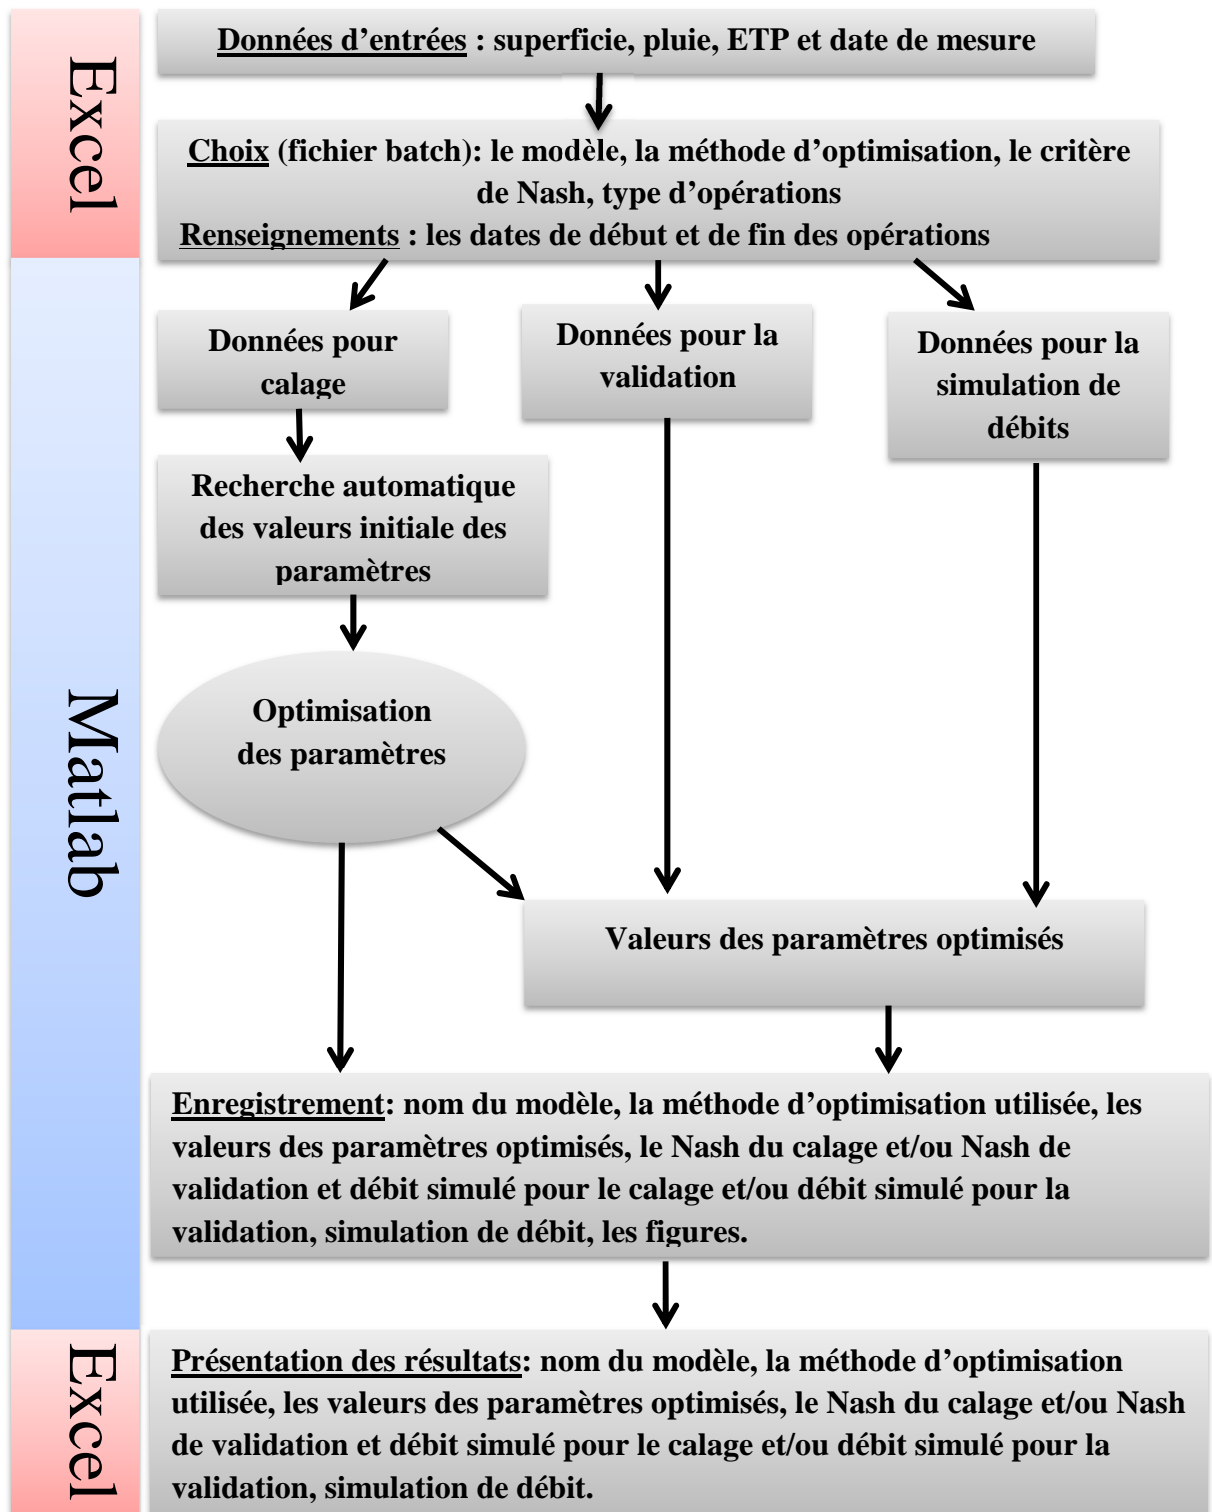 Excel
Données d’entrées : superficie, pluie, ETP et date de mesure
Choix (fichier batch): le modèle, la méthode d’optimisation, le critère
de Nash, type d’opérations
Renseignements : les dates de début et de fin des opérations
Matlab
Données pour
calage
Données pour la
validation
Données pour la
simulation de
débits
Recherche automatique
des valeurs initiale des
paramètres
Optimisation
des paramètres
Valeurs des paramètres optimisés
Enregistrement: nom du modèle, la méthode d’optimisation utilisée, les
valeurs des paramètres optimisés, le Nash du calage et/ou Nash de
validation et débit simulé pour le calage et/ou débit simulé pour la
validation, simulation de débit, les figures.
Excel
Présentation des résultats: nom du modèle, la méthode d’optimisation
utilisée, les valeurs des paramètres optimisés, le Nash du calage et/ou Nash
de validation et débit simulé pour le calage et/ou débit simulé pour la
validation, simulation de débit.